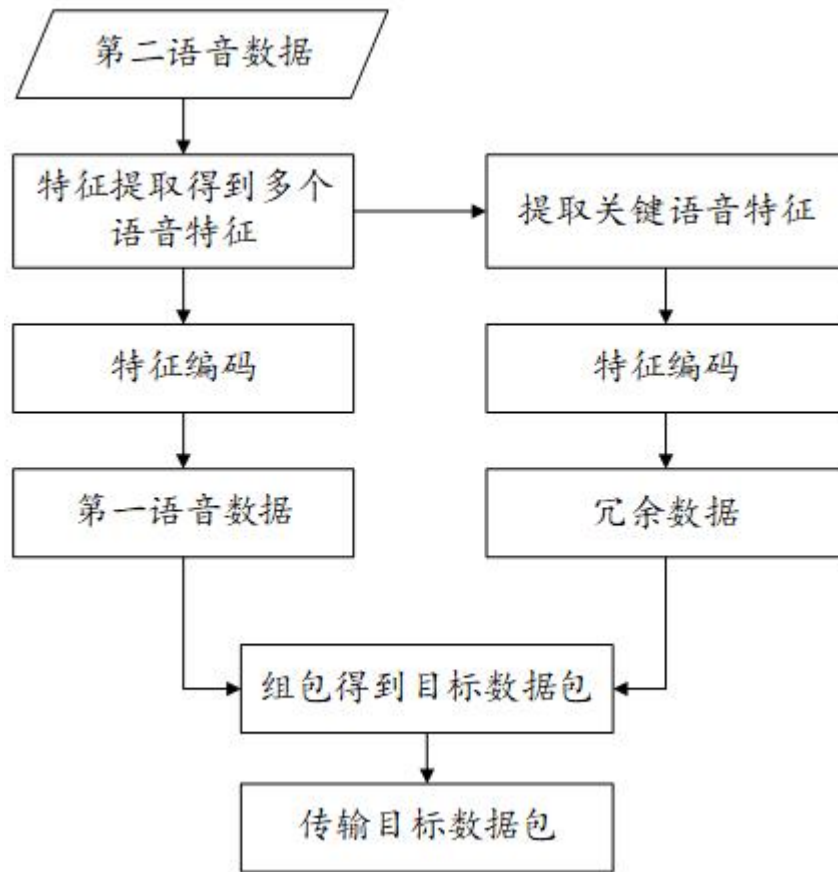 第二语音数据
特征提取得到多个
语音特征
提取关键语音特征
特征编码
特征编码
第一语音数据
冗余数据
组包得到目标数据包
传输目标数据包